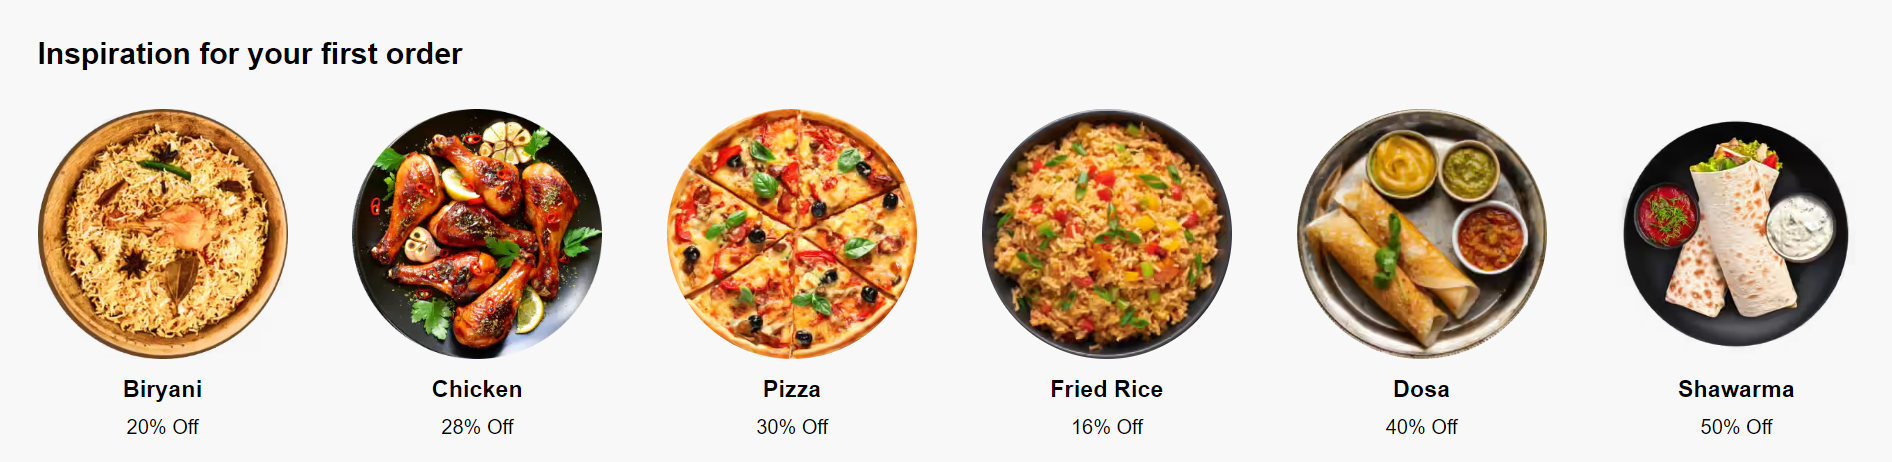 Inspiration for your first order
Biryani
20% Off
Chicken
28% Off
Pizza
30% Off
Fried Rice
16% Off
Dosa
40% Off
Shawarma
50% Off